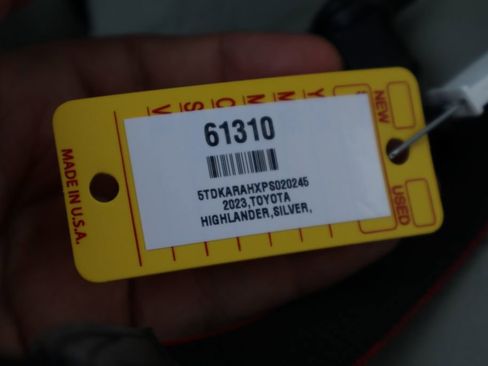 61310
5TDKARAHXPS020245
2023,TOYOTA
HIGHLANDER,SILVER,
MADE IN U.S.A.
NEW
USED
V
S
C
M
M
Y